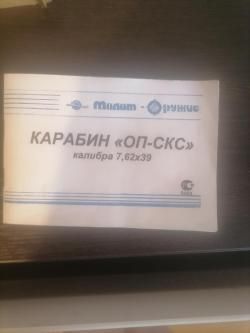 Молот - Оружие
КАРАБИН «ОП-СКС»
калибра 7,62х39